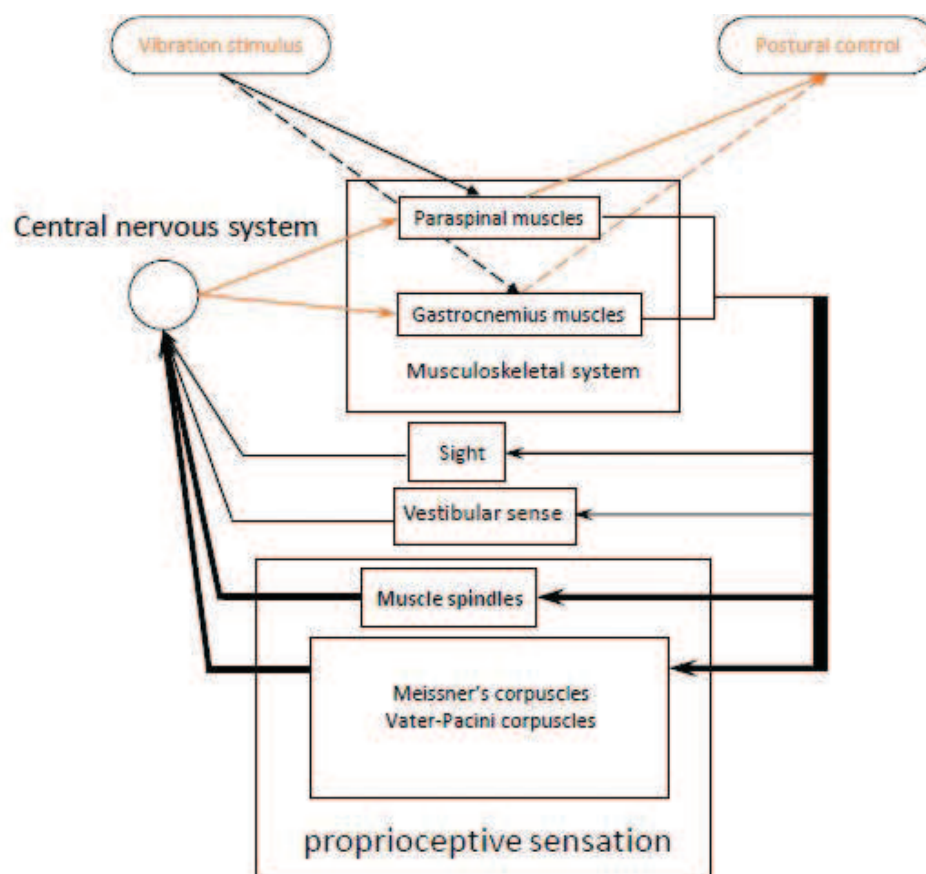 Vibration stimulus
Postural control
Central nervous system
Paraspinal muscles
Gastrocnemius muscles
Musculoskeletal system
Sight
Vestibular sense
Muscle spindles
Meissner’s corpuscles
Vater-Pacini corpuscles
proprioceptive sensation